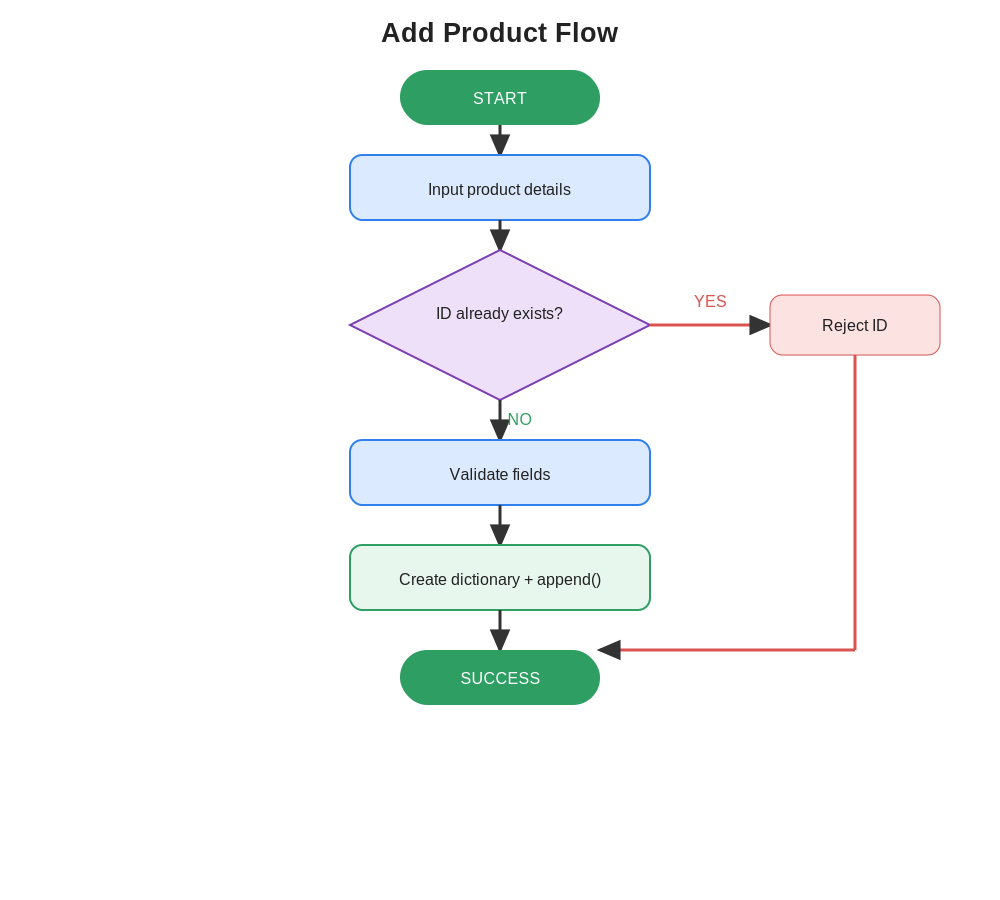 Add Product Flow
START
Input product details
ID already exists?
YES
Reject ID
NO
Validate fields
Create dictionary + append()
SUCCESS